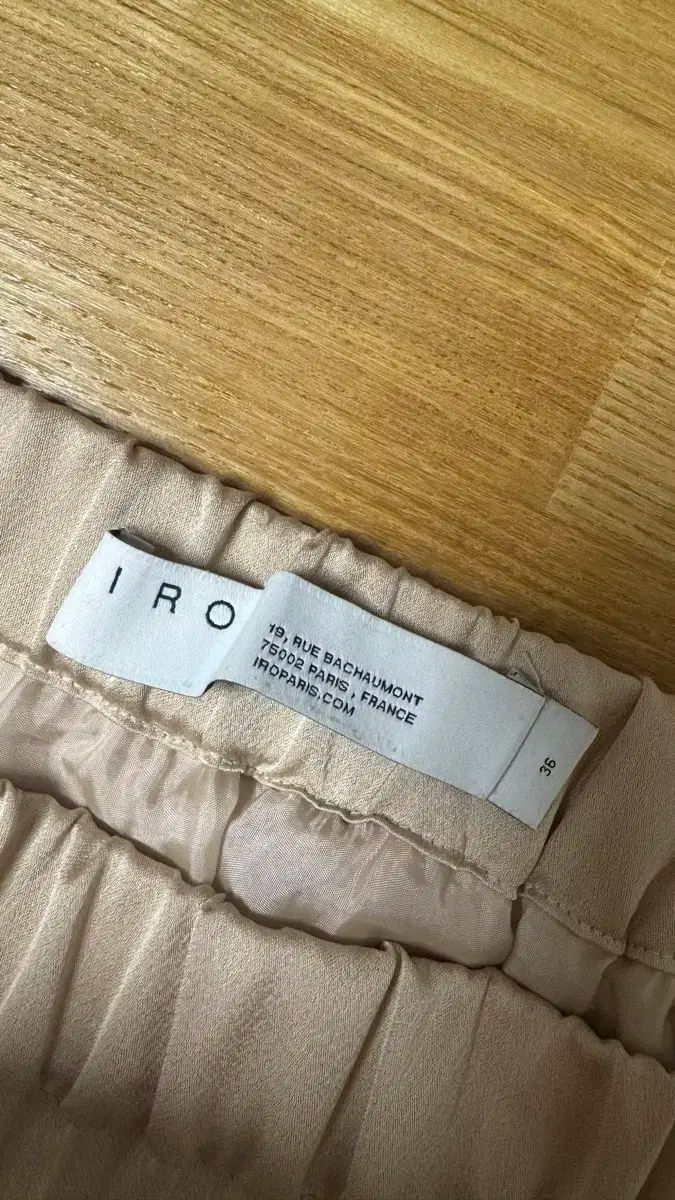 IRO
19, RUE BACHAUMONT
75002 PARIS, FRANCE
IROPARIS.COM
36